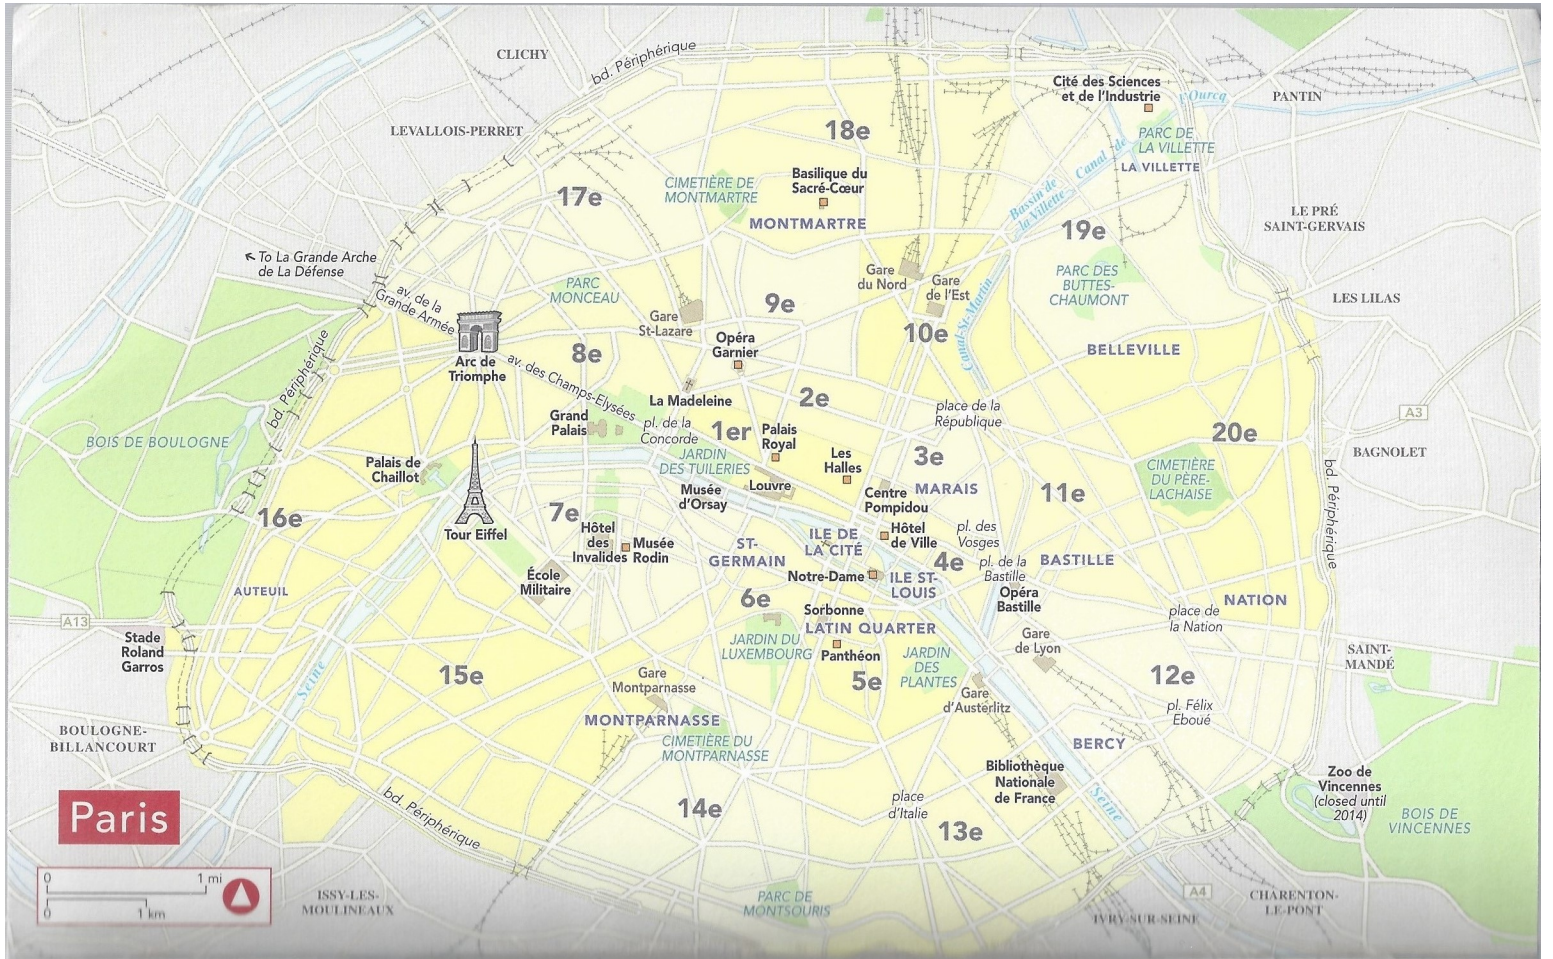 CLICHY
bd. Périphérique
LEVALLOIS-PERRET
Cité des Sciences
et de l'Industrie
l'Ourcq
PANTIN
18e
PARC DE
LA VILLETTE
LA VILLETTE
Canal de
Bassin de
la Villette
17e
CIMETIÈRE DE
MONTMARTRE
Basilique du
Sacré-Cœur
MONTMARTRE
19e
LE PRÉ
SAINT-GERVAIS
To La Grande Arche
de La Défense
av. de la
Grande Armée
PARC
MONCEAU
Gare
du Nord
Gare
de l'Est
PARC DES
BUTTES-
CHAUMONT
LES LILAS
9e
Gare
St-Lazare
10e
Canal-St-Martin
Opéra
Garnier
8e
BELLEVILLE
bd. Périphérique
Arc de
Triomphe
av. des Champs-Elysées
La Madeleine
2e
place de la
République
A3
Grand
Palais
pl. de la
Concorde
1er
Palais
Royal
20e
BOIS DE BOULOGNE
BAGNOLET
Palais de
Chaillot
JARDIN
DES TUILERIES
Les
Halles
3e
CIMETIÈRE
DU PÈRE-
LACHAISE
bd. Périphérique
Musée
d'Orsay
Louvre
Centre
Pompidou
MARAIS
11e
16e
Tour Eiffel
7e
Hôtel
des
Invalides
Musée
Rodin
ST-
GERMAIN
ILE DE
LA CITÉ
Hôtel
de Ville
pl. des
Vosges
4e
pl. de la
Bastille
BASTILLE
École
Militaire
Notre-Dame
ILE ST-
LOUIS
Opéra
Bastille
AUTEUIL
6e
Sorbonne
LATIN QUARTER
NATION
place de
la Nation
A13
Stade
Roland
Garros
JARDIN DU
LUXEMBOURG
Panthéon
JARDIN
DES
PLANTES
Gare
de Lyon
SAINT-
MANDÉ
Seine
15e
Gare
Montparnasse
5e
Gare
d'Austerlitz
12e
pl. Félix
Eboué
BOULOGNE-
BILLANCOURT
MONTPARNASSE
CIMETIÈRE DU
MONTPARNASSE
BERCY
Bibliothèque
Nationale
de France
Seine
Zoo de
Vincennes
(closed until
2014)
BOIS DE
VINCENNES
bd. Périphérique
14e
place
d'Italie
13e
Paris
0 1 mi
0 1 km
ISSY-LES-
MOULINEAUX
PARC DE
MONTSOURIS
A4
IVRY-SUR-SEINE
CHARENTON-
LE-PONT